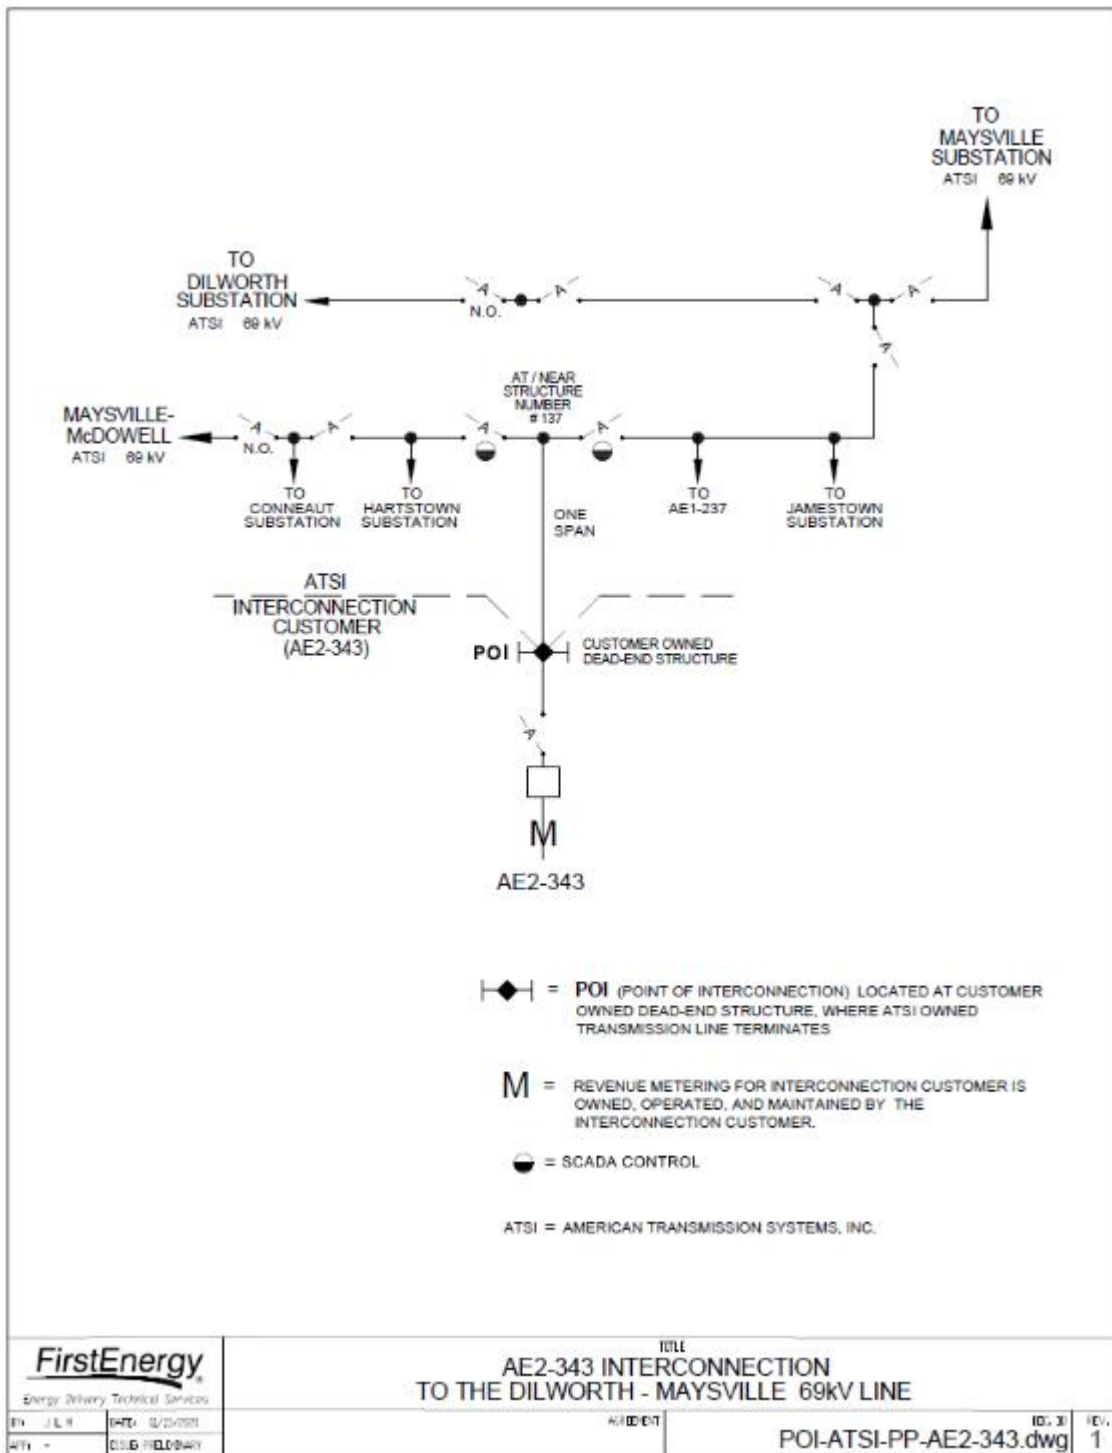 TO
MAYSVILLE
SUBSTATION
ATSI 69 kV
TO
DILWORTH
SUBSTATION
ATSI 69 kV
A
A
N.O.
A
A
A
MAYSVILLE-
McDOWELL
ATSI 69 kV
A
N.O.
A
AT / NEAR
STRUCTURE
NUMBER
# 137
A
A
TO
CONNEAUT
SUBSTATION
TO
HARTSTOWN
SUBSTATION
ONE
SPAN
TO
AE1-237
TO
JAMESTOWN
SUBSTATION
ATSI
INTERCONNECTION
CUSTOMER
(AE2-343)
POI
CUSTOMER OWNED
DEAD-END STRUCTURE
A
M
AE2-343
= POI (POINT OF INTERCONNECTION) LOCATED AT CUSTOMER
OWNED DEAD-END STRUCTURE, WHERE ATSI OWNED
TRANSMISSION LINE TERMINATES
M = REVENUE METERING FOR INTERCONNECTION CUSTOMER IS
OWNED, OPERATED, AND MAINTAINED BY THE
INTERCONNECTION CUSTOMER.
= SCADA CONTROL
ATSI = AMERICAN TRANSMISSION SYSTEMS, INC.
FirstEnergy
Energy Delivery Technical Services
TITLE
AE2-343 INTERCONNECTION
TO THE DILWORTH - MAYSVILLE 69kV LINE
DATE:
ISSUE: PRELIMINARY
AGREEMENT
POI-ATSI-PP-AE2-343.dwg
REV.
1